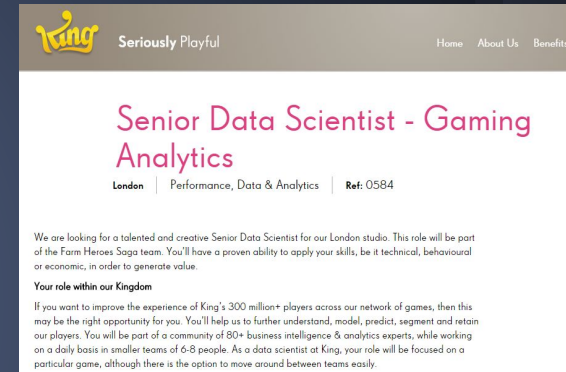 King
Seriously Playful
Home About Us Benefits
Senior Data Scientist - Gaming
Analytics
London Performance, Data & Analytics Ref: 0584
We are looking for a talented and creative Senior Data Scientist for our London studio. This role will be part
of the Farm Heroes Saga team. You'll have a proven ability to apply your skills, be it technical, behavioural
or economic, in order to generate value.
Your role within our Kingdom
If you want to improve the experience of King's 300 million+ players across our network of games, then this
may be the right opportunity for you. You'll help us to further understand, model, predict, segment and retain
our players. You will be part of a community of 80+ business intelligence & analytics experts, while working
on a daily basis in smaller teams of 6-8 people. As a data scientist at King, your role will be focused on a
particular game, although there is the option to move around between teams easily.